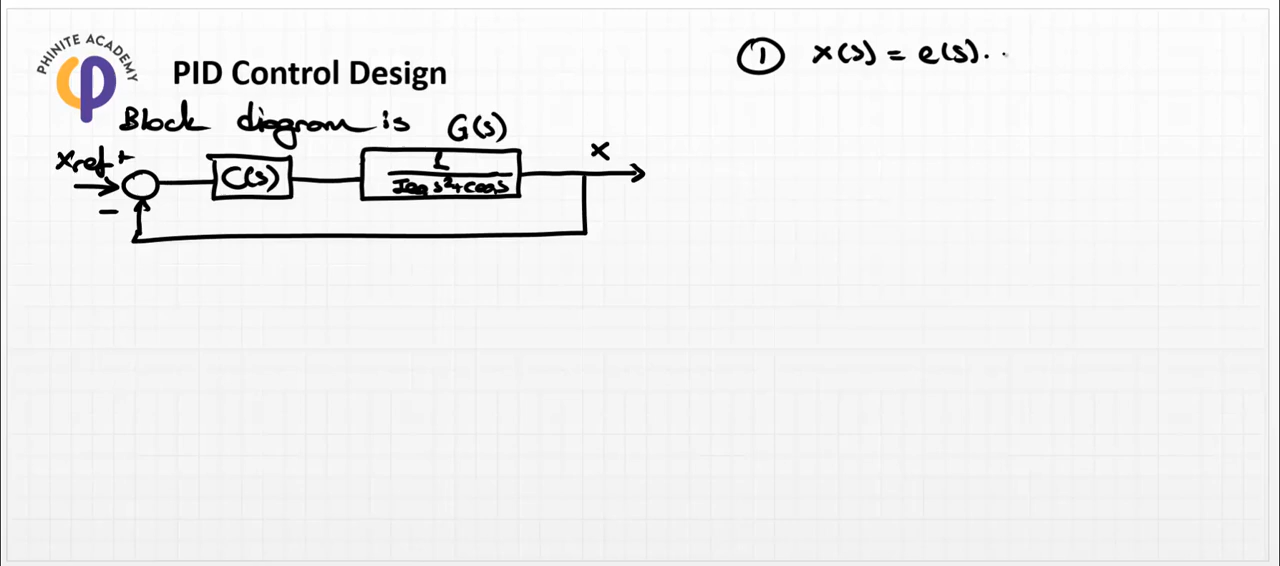 PHINITE ACADEMY
PID Control Design
Block diagram is
G(s)
Xref + -
C(s)
1 / Jeq s²+Ceq s
X
① X(s) = e(s). .